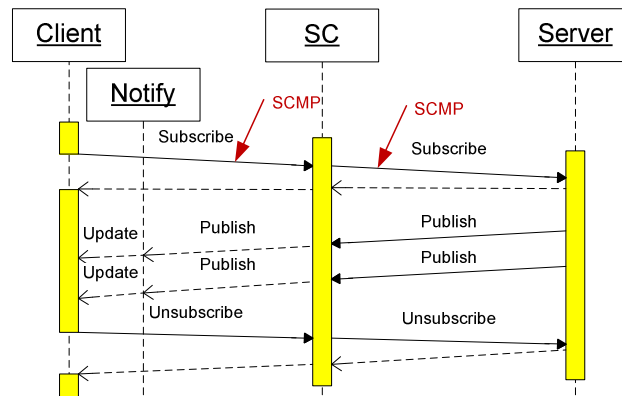 Client
SC
Server
Notify
SCMP
SCMP
Subscribe
Subscribe
Publish
Publish
Update
Publish
Publish
Update
Unsubscribe
Unsubscribe